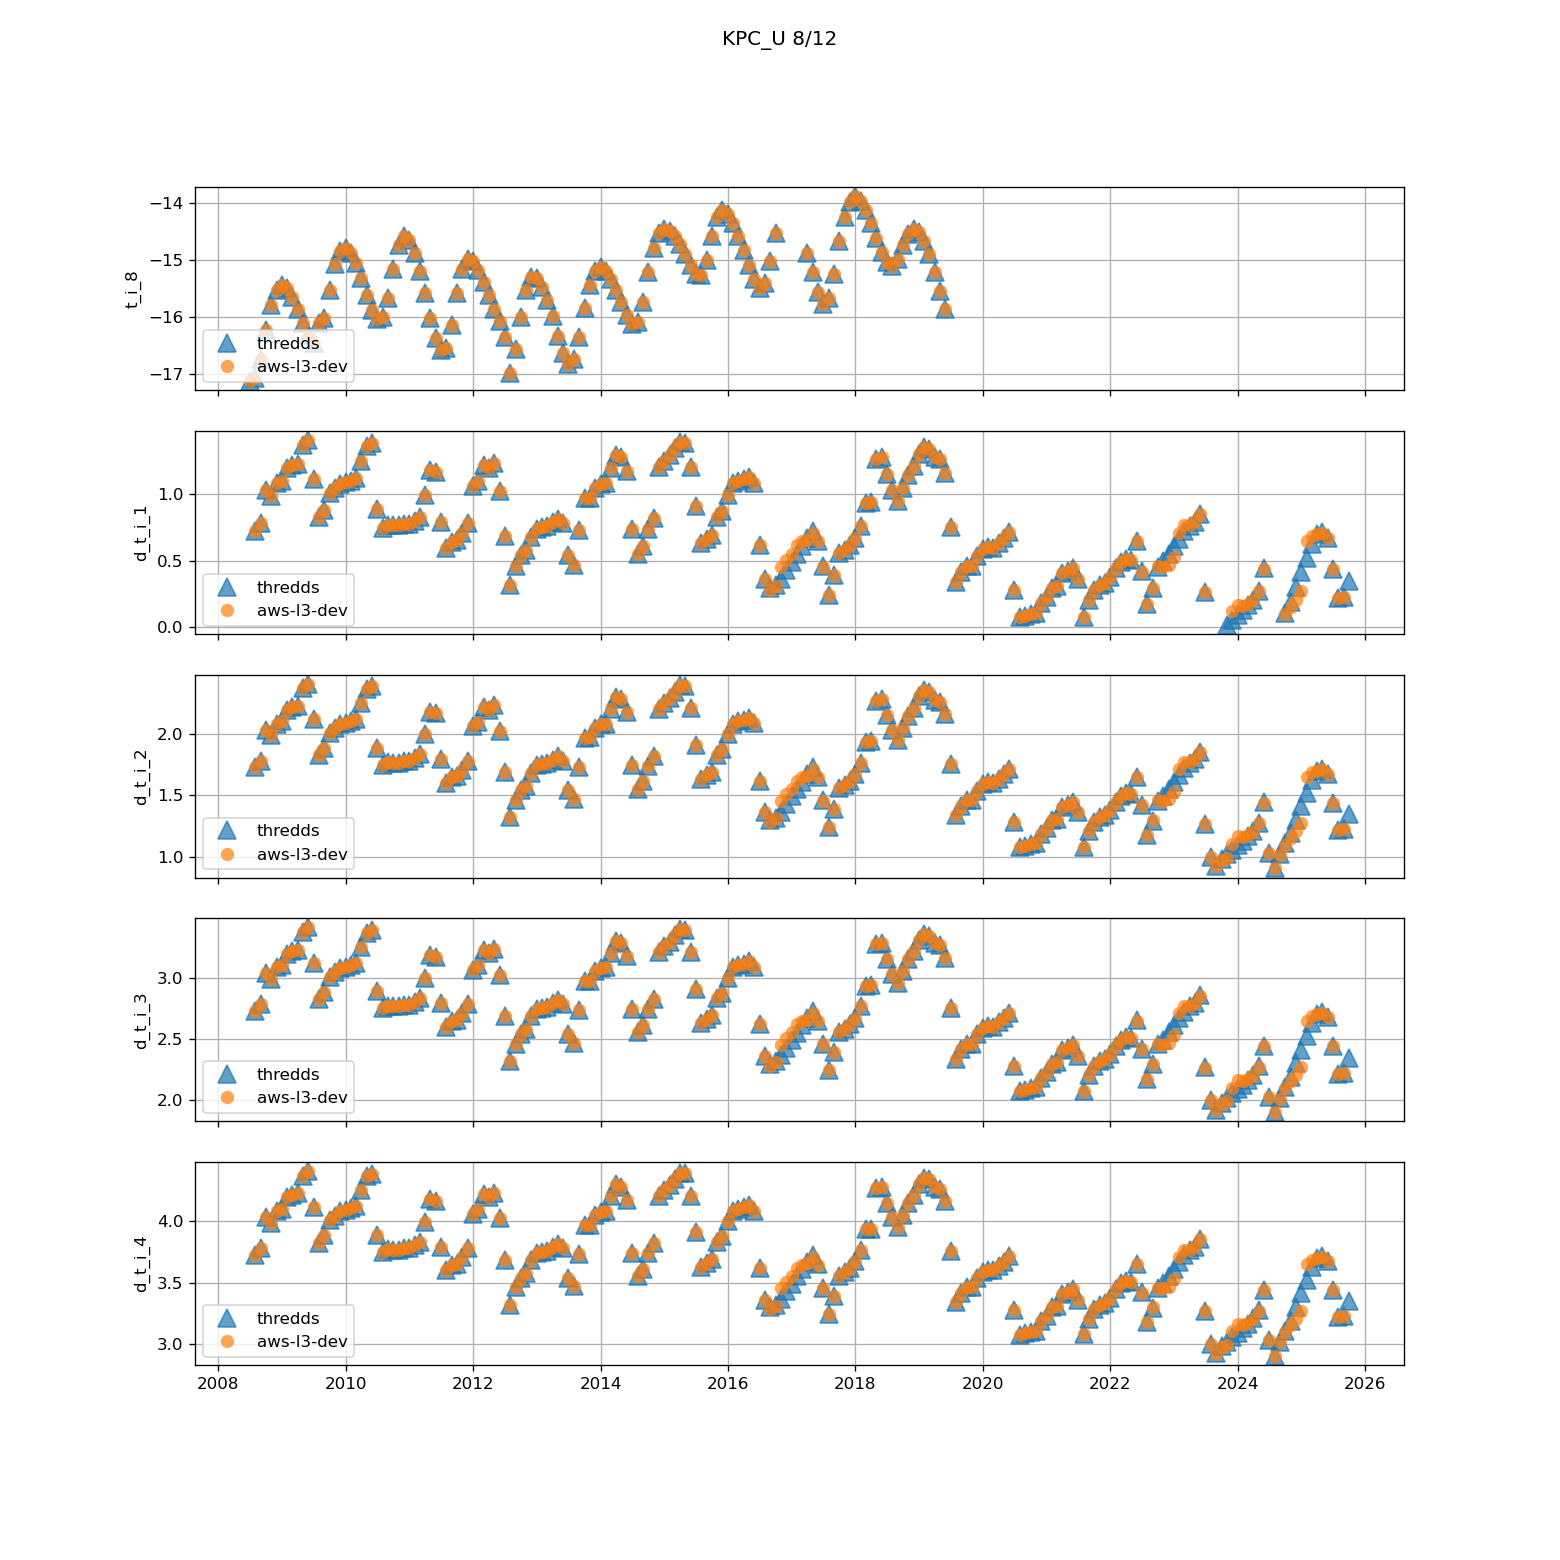 KPC_U 8/12
−14
−15
−16
−17
t_i_8
thredds
aws-l3-dev
1.0
0.5
0.0
d_t_i_1
thredds
aws-l3-dev
2.0
1.5
1.0
d_t_i_2
thredds
aws-l3-dev
3.0
2.5
2.0
d_t_i_3
thredds
aws-l3-dev
4.0
3.5
3.0
d_t_i_4
thredds
aws-l3-dev
2008 2010 2012 2014 2016 2018 2020 2022 2024 2026